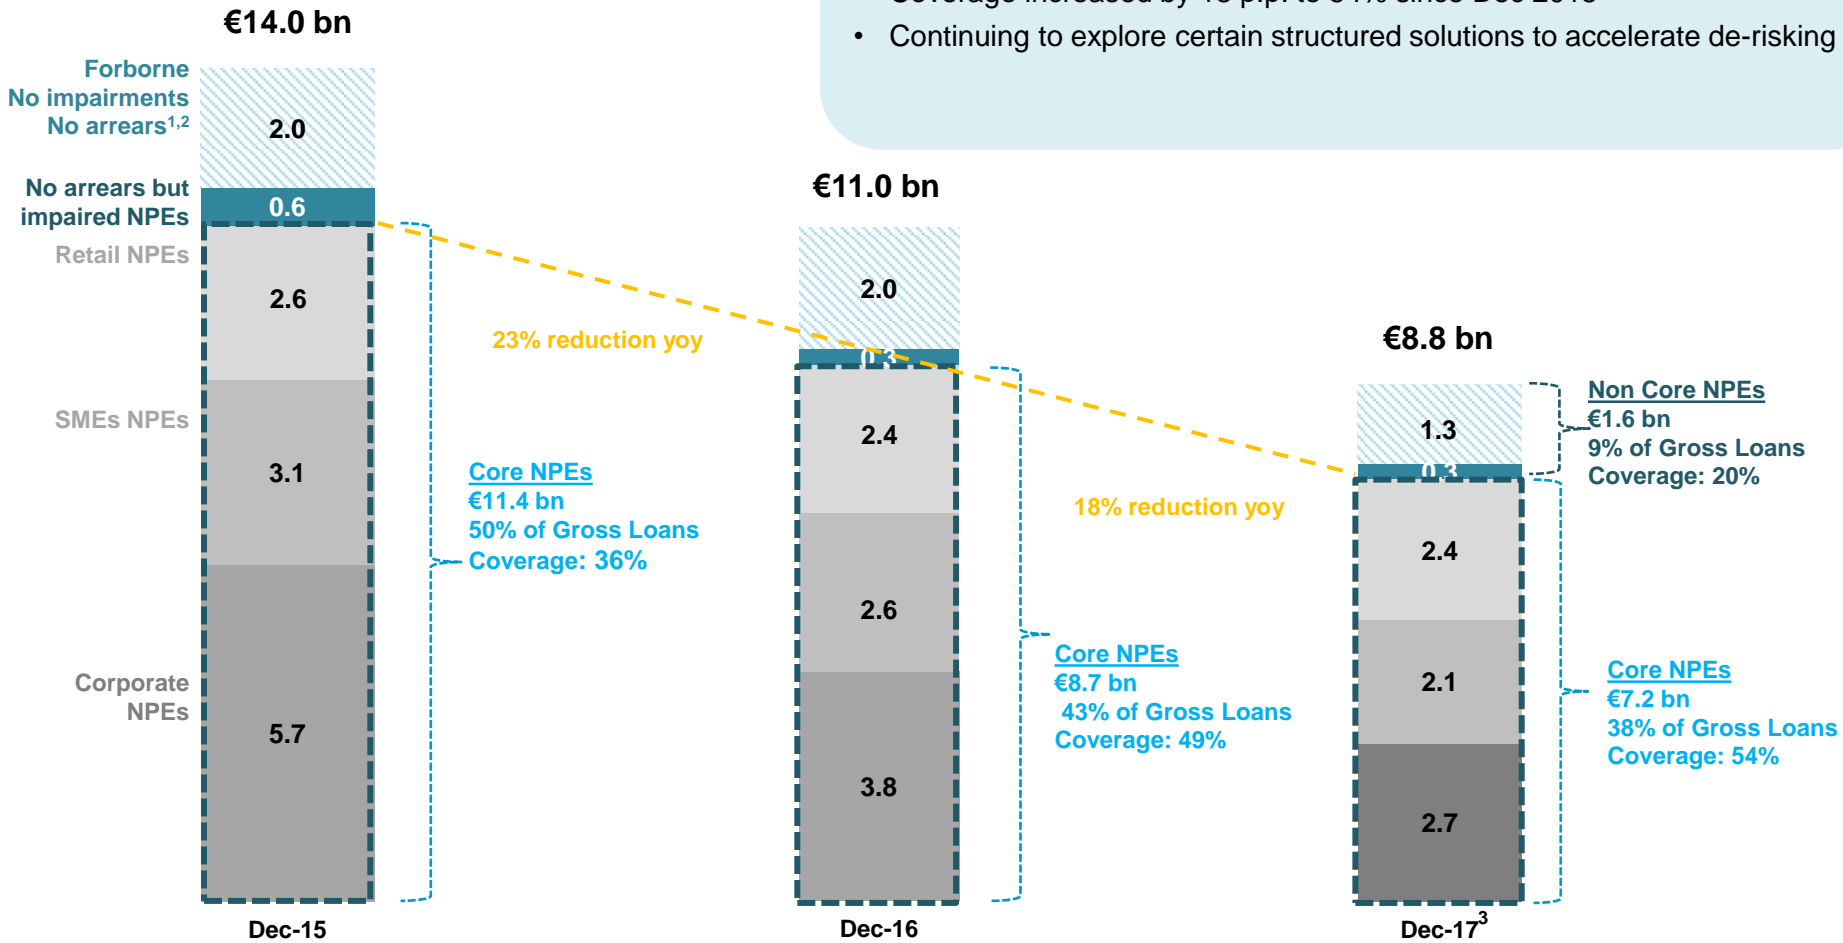 • Continuing to explore certain structured solutions to accelerate de-risking
€14.0 bn
Forborne
No impairments
No arrears1,2
2.0
No arrears but
impaired NPEs
0.6
Retail NPEs
2.6
SMEs NPEs
3.1
Corporate
NPEs
5.7
Dec-15
Core NPEs
€11.4 bn
50% of Gross Loans
Coverage: 36%
23% reduction yoy
€11.0 bn
2.0
0.3
2.4
2.6
3.8
Dec-16
Core NPEs
€8.7 bn
43% of Gross Loans
Coverage: 49%
18% reduction yoy
€8.8 bn
1.3
0.3
2.4
2.1
2.7
Dec-173
Non Core NPEs
€1.6 bn
9% of Gross Loans
Coverage: 20%
Core NPEs
€7.2 bn
38% of Gross Loans
Coverage: 54%